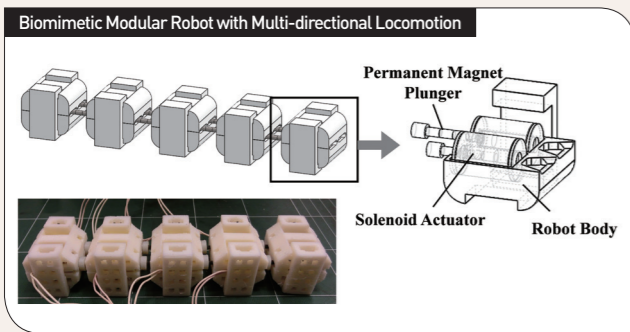 Biomimetic Modular Robot with Multi-directional Locomotion
Permanent Magnet
Plunger
Solenoid Actuator
Robot Body